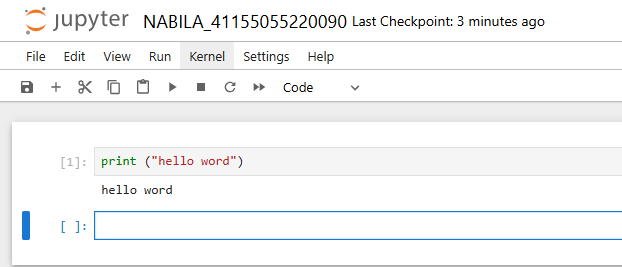 jupyter NABILA_41155055220090 Last Checkpoint: 3 minutes ago
File Edit View Run Kernel Settings Help
Code
[1]: print ("hello word")
hello word
[ ]: